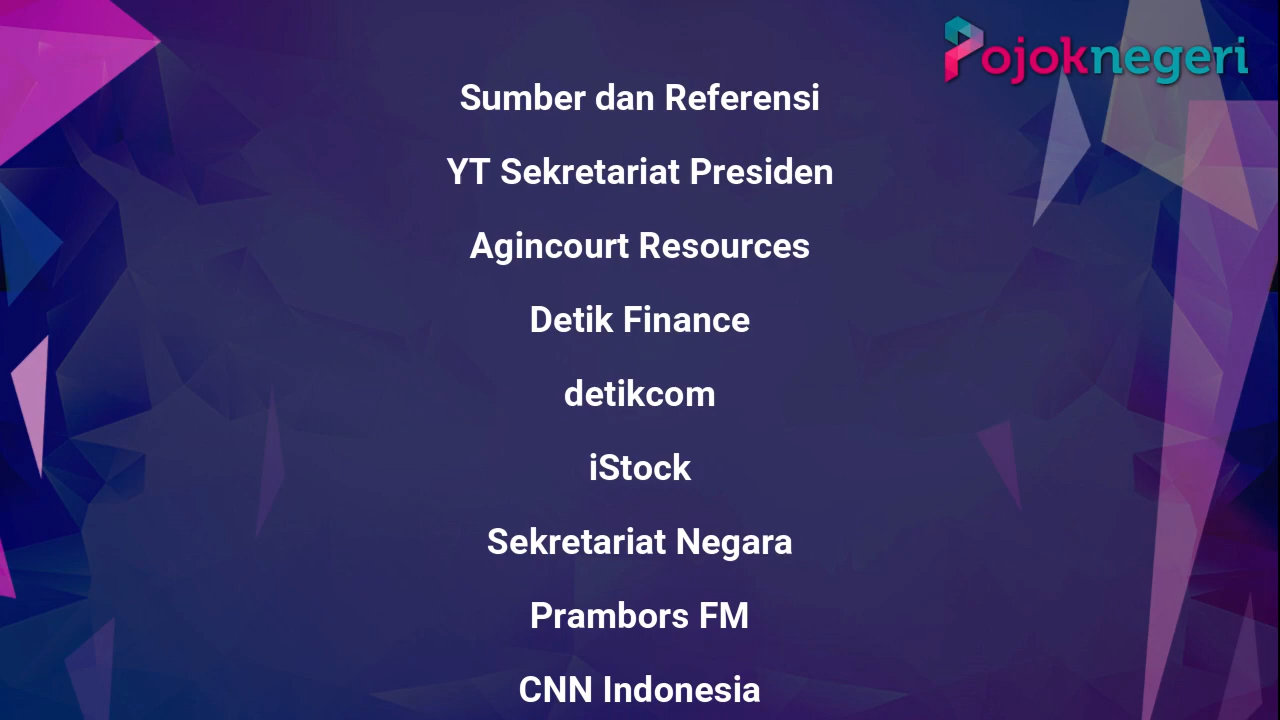 Pojoknegeri
Sumber dan Referensi
YT Sekretariat Presiden
Agincourt Resources
Detik Finance
detikcom
iStock
Sekretariat Negara
Prambors FM
CNN Indonesia